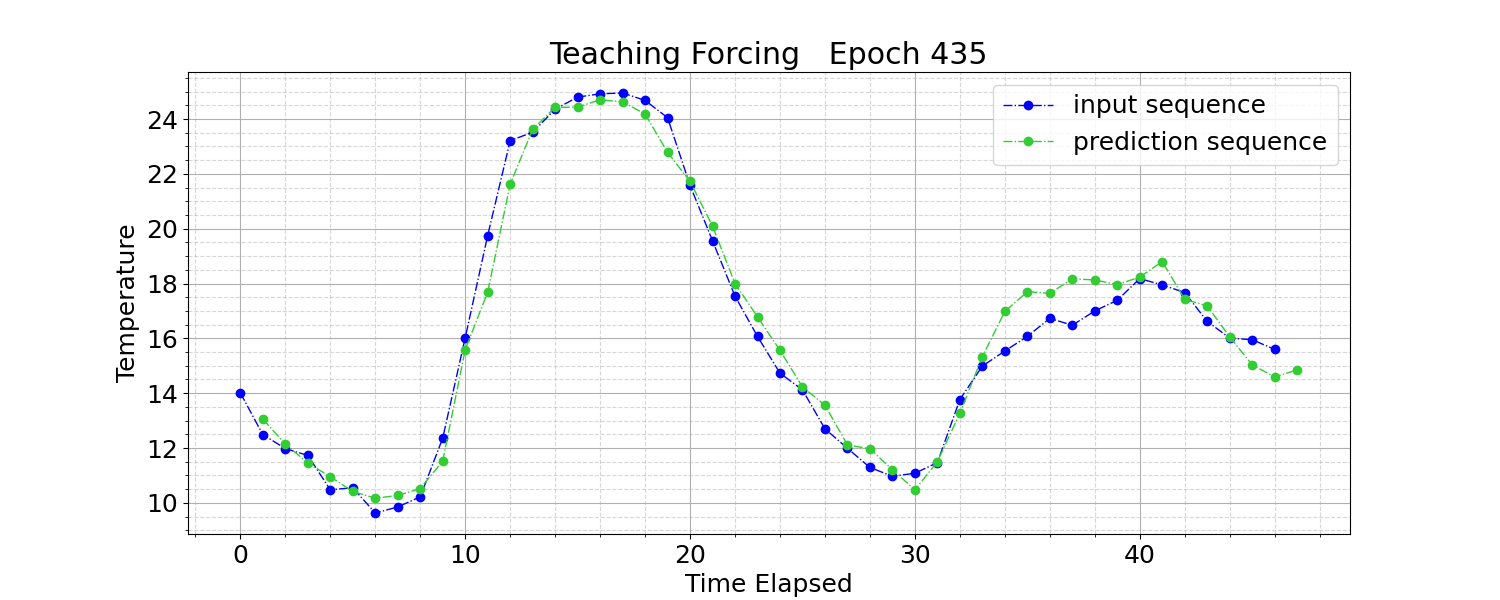 Teaching Forcing   Epoch 435
input sequence
prediction sequence
Temperature
24
22
20
18
16
14
12
10
0 10 20 30 40
Time Elapsed